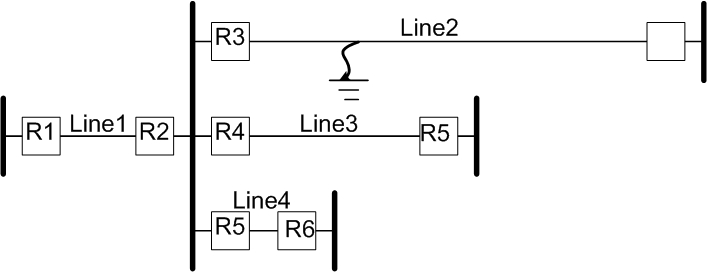 R3 Line2
R1 Line1 R2 R4 Line3 R5
Line4
R5 R6